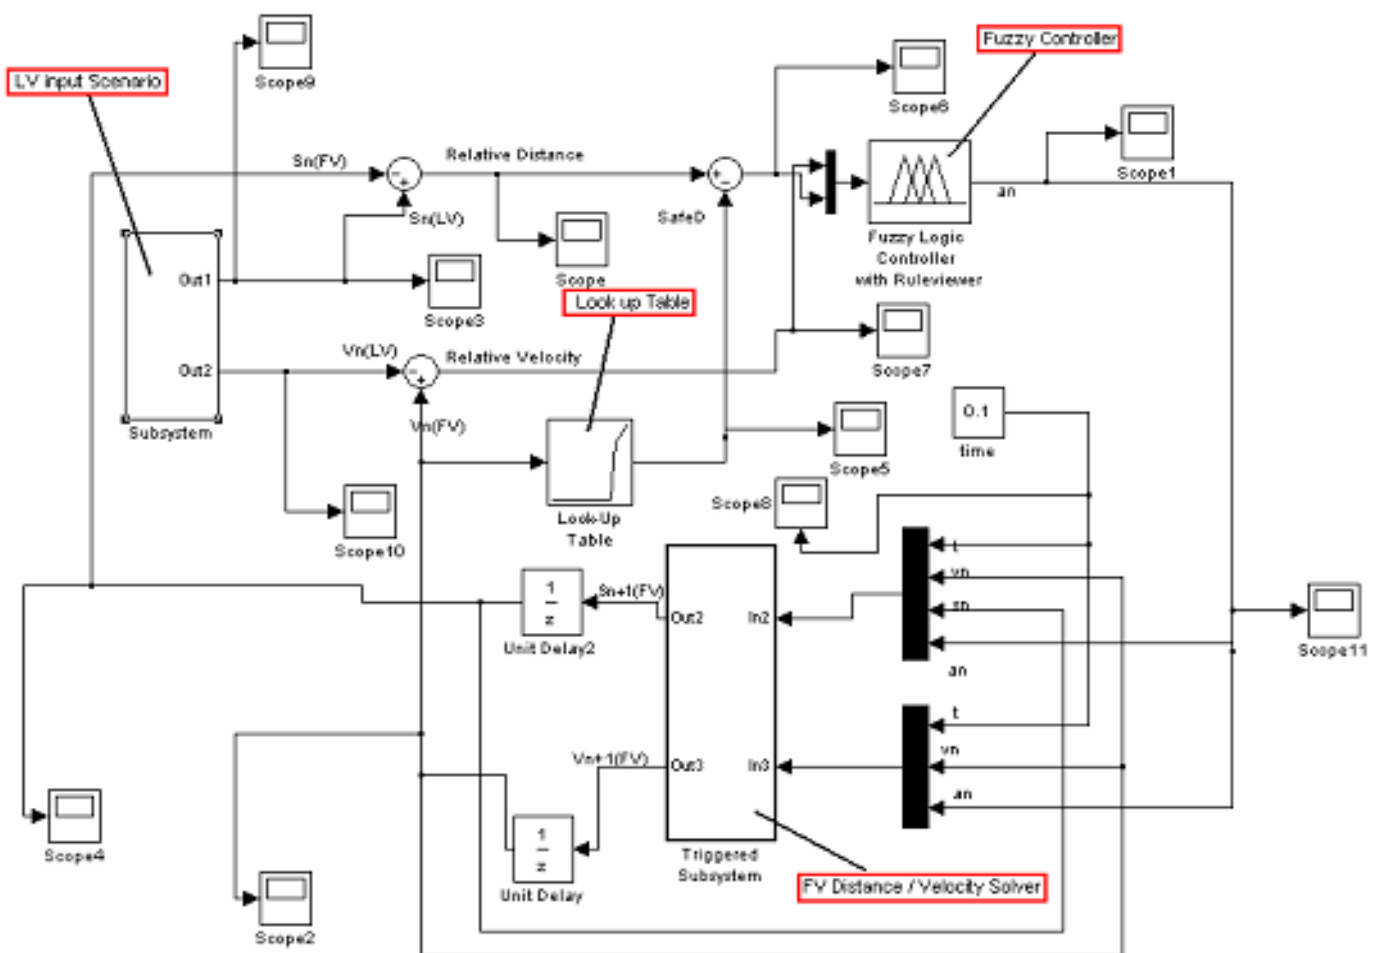 Scope9
Fuzzy Controller
LV input Scenario
Scope6
Scope1
Sn(FV)
Relative Distance
- +
+ -
an
Sn(LV)
SafeD
Fuzzy Logic
Controller
with Ruleviewer
Out1
Scope
Look up Table
Scope3
Vn(LV)
Relative Velocity
- +
Scope7
Out2
Subsystem
Vn(FV)
0.1
time
Scope5
Scope8
Look-Up
Table
Scope10
t
vn
sn
an
Sn+1(FV)
1
z
Unit Delay2
Out2
In2
Scope11
t
vn
an
Vn+1(FV)
Out3
In3
1
z
Unit Delay
Triggered
Subsystem
FV Distance / Velocity Solver
Scope4
Scope2